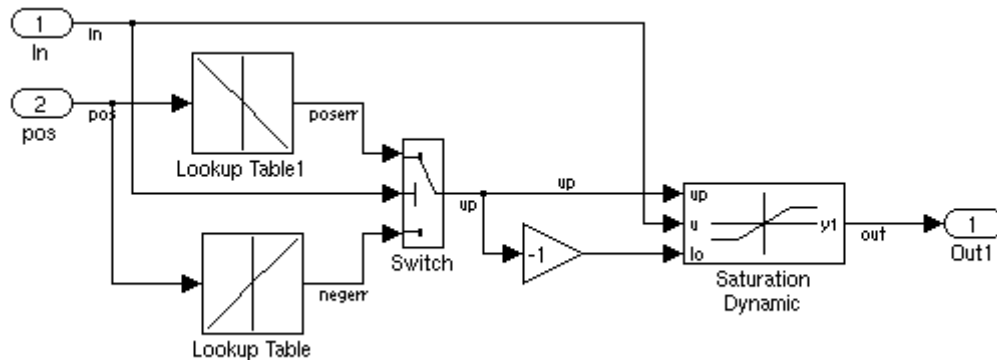 1
In
In
2
pos
pos
Lookup Table1
poserr
Lookup Table
negerr
Switch
up
up
-1
up
u
lo
y1
Saturation
Dynamic
out
1
Out1